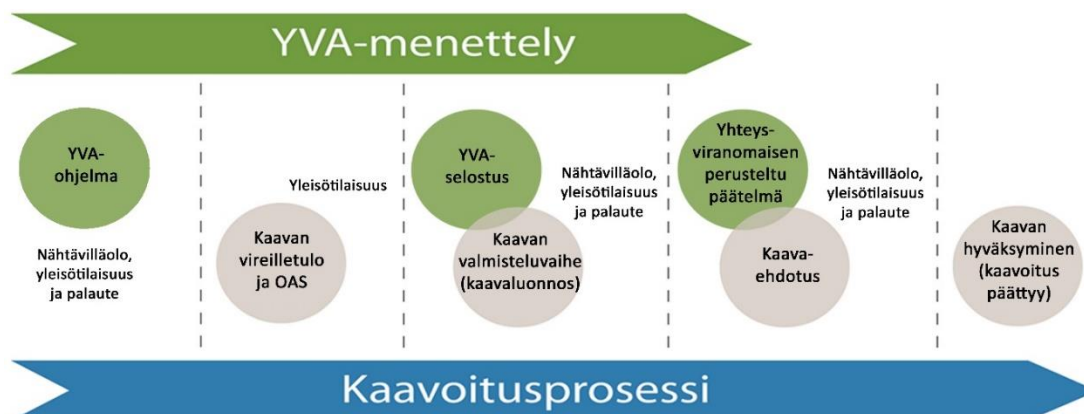 YVA-menettely
YVA-
ohjelma
Nähtävilläolo,
yleisötilaisuus
ja palaute
Yleisötilaisuus
Kaavan
vireilletulo
ja OAS
YVA-
selostus
Nähtävilläolo,
yleisötilaisuus
ja palaute
Kaavan
valmisteluvaihe
(kaavaluonnos)
Yhteys-
viranomaisen
perusteltu
päätelmä
Nähtävilläolo,
yleisötilaisuus
ja palaute
Kaava-
ehdotus
Kaavan
hyväksyminen
(kaavoitus
päättyy)
Kaavoitusprosessi